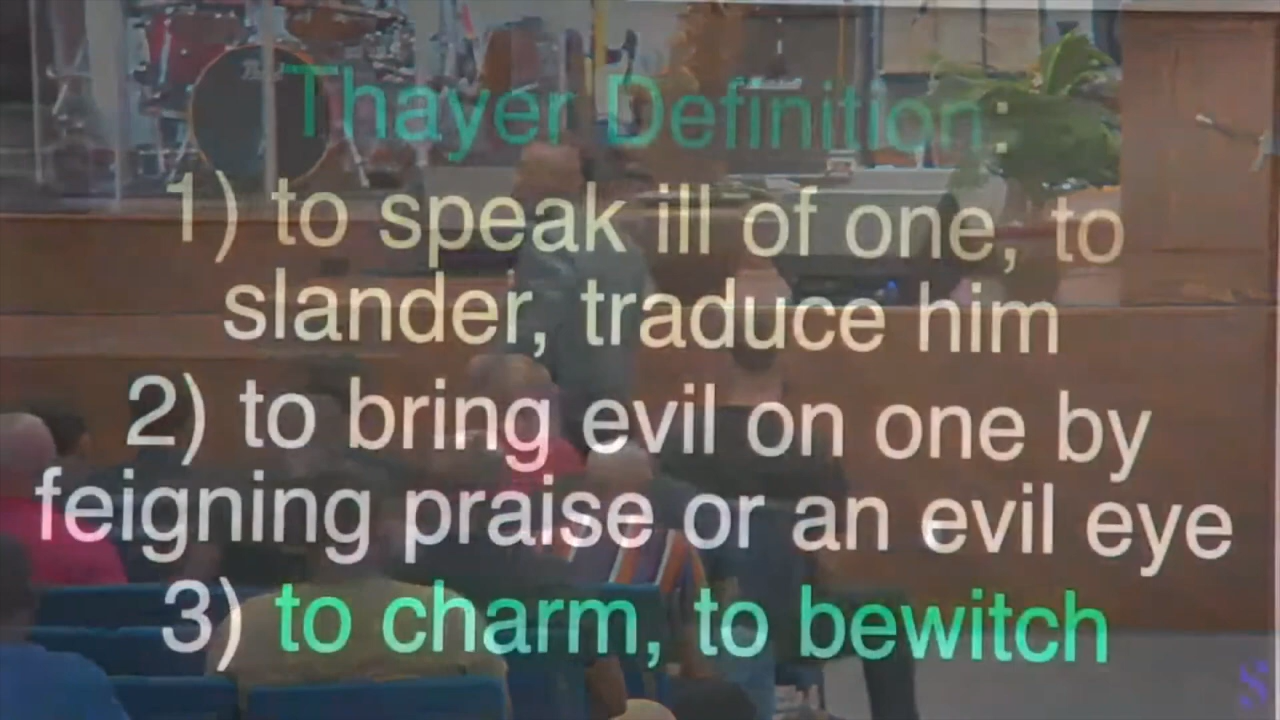 Thayer Definition:
1) to speak ill of one, to
slander, traduce him
2) to bring evil on one by
feigning praise or an evil eye
3) to charm, to bewitch
S